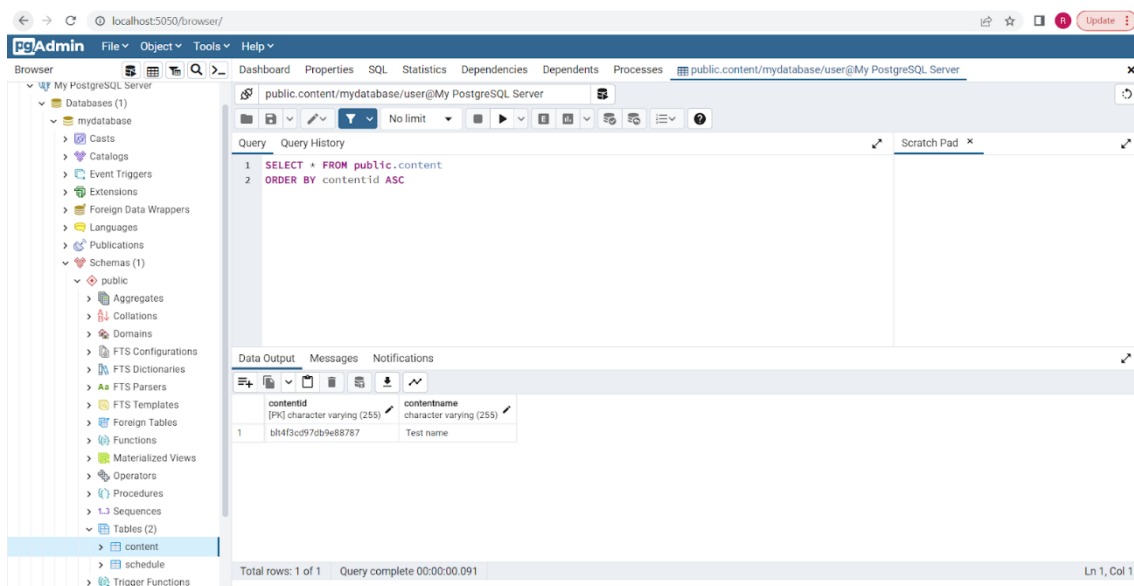 localhost:5050/browser/
R
Update
pgAdmin File Object Tools Help
Browser
Dashboard Properties SQL Statistics Dependencies Dependents Processes public.content/mydatabase/user@My PostgreSQL Server
My PostgreSQL Server
Databases (1)
mydatabase
Casts
Catalogs
Event Triggers
Extensions
Foreign Data Wrappers
Languages
Publications
Schemas (1)
public
Aggregates
Collations
Domains
FTS Configurations
FTS Dictionaries
Aa FTS Parsers
FTS Templates
Foreign Tables
Functions
Materialized Views
Operators
Procedures
1..3 Sequences
Tables (2)
content
schedule
Trigger Functions
public.content/mydatabase/user@My PostgreSQL Server
No limit
E
Query Query History
Scratch Pad
1 SELECT * FROM public.content
2 ORDER BY contentid ASC
Data Output Messages Notifications
contentid contentname
[PK] character varying (255) character varying (255)
1 blt4f3cd97db9e88787 Test name
Total rows: 1 of 1 Query complete 00:00:00.091 Ln 1, Col 1